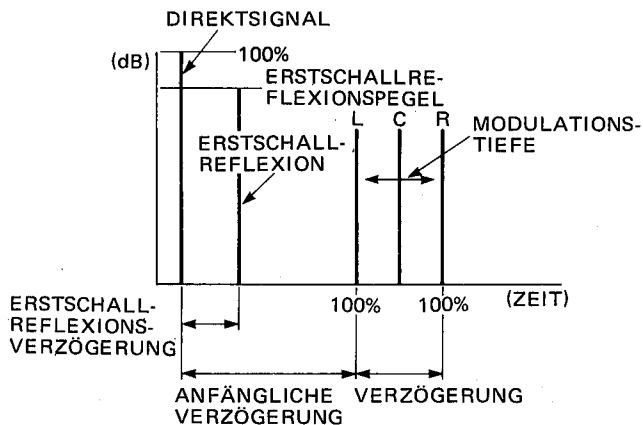 DIREKTSIGNAL
(dB)
100%
ERSTSCHALLRE-
FLEXIONSPEGEL
L C R
MODULATIONS-
TIEFE
ERSTSCHALL-
REFLEXION
100% 100%
(ZEIT)
ERSTSCHALL-
REFLEXIONS-
VERZÖGERUNG
ANFÄNGLICHE
VERZÖGERUNG
VERZÖGERUNG